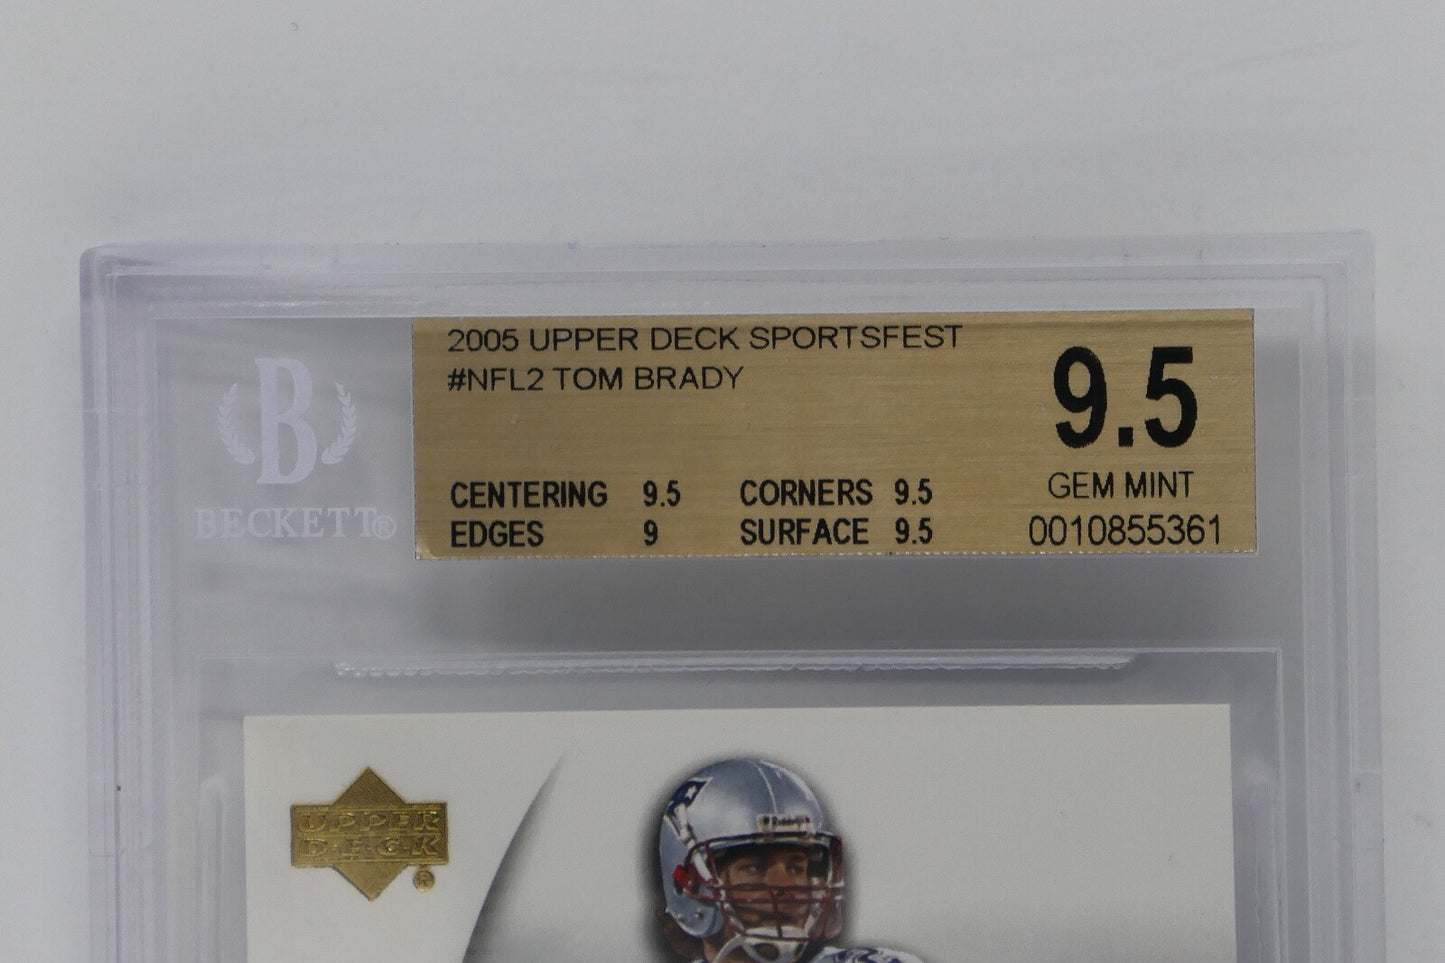 2005 UPPER DECK SPORTSFEST
#NFL2 TOM BRADY
9.5
GEM MINT
0010855361
CENTERING 9.5 CORNERS 9.5
EDGES 9 SURFACE 9.5
B
BECKETT®
UPPER
D·E·C·K
®
Riddell